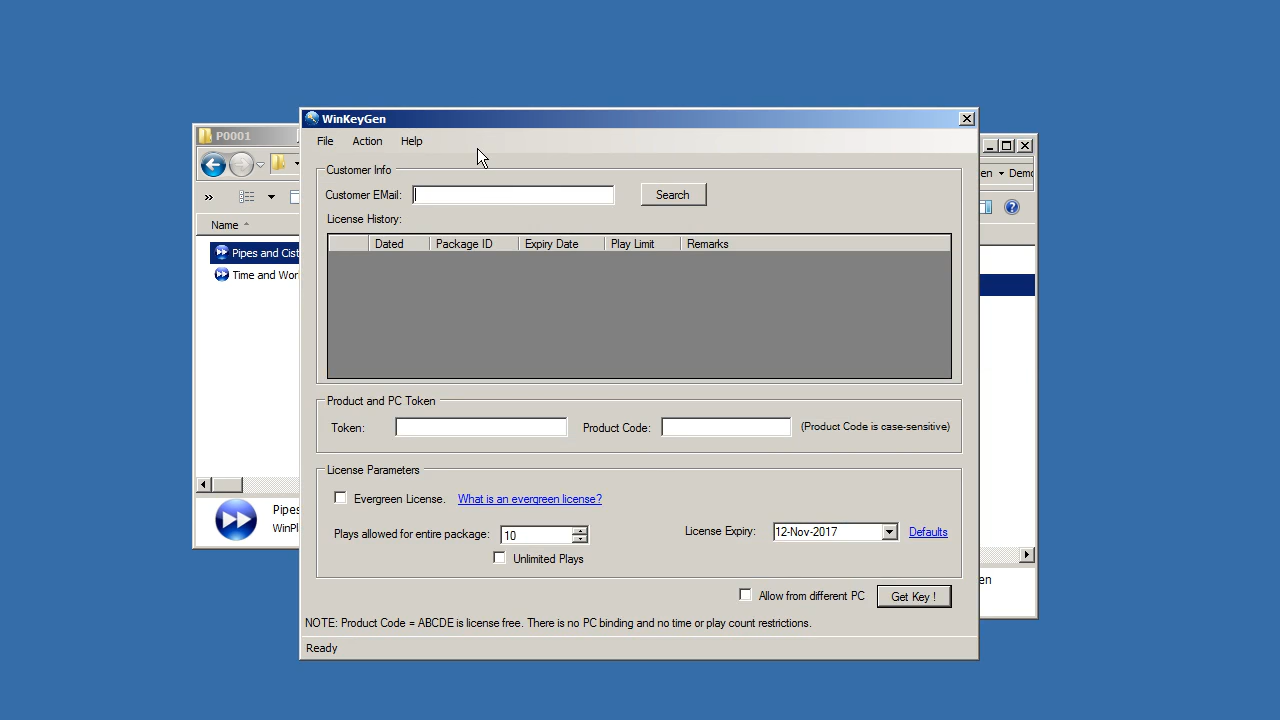 P0001
WinKeyGen
File Action Help
Customer Info
Customer EMail: Search
License History:
Dated Package ID Expiry Date Play Limit Remarks
Name
Pipes and Cist
Time and Wor
Product and PC Token
Token: Product Code: (Product Code is case-sensitive)
License Parameters
Evergreen License. What is an evergreen license?
Plays allowed for entire package: 10 License Expiry: 12-Nov-2017 Defaults
Unlimited Plays
Allow from different PC Get Key !
NOTE: Product Code = ABCDE is license free. There is no PC binding and no time or play count restrictions.
Ready
Pipes
WinPl
en Demo
en